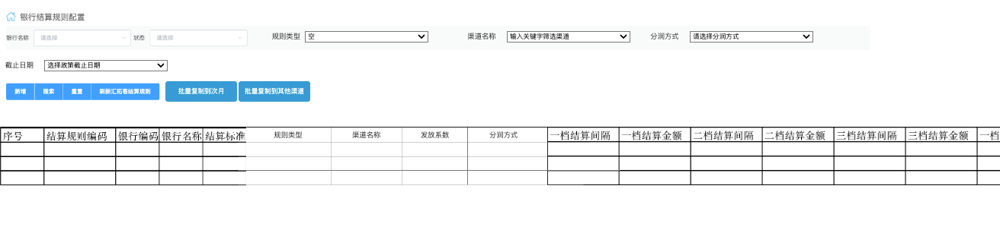 银行结算规则配置
银行名称 请选择 状态 请选择 规则类型 空 渠道名称 输入关键字筛选渠道 分润方式 请选择分润方式
截止日期 选择政策截止日期
新增 搜索 重置 刷新汇拓客结算规则 批量复制到次月 批量复制到其他渠道
序号 结算规则编码 银行编码 银行名称 结算标准 规则类型 渠道名称 发放系数 分润方式 一档结算间隔 一档结算金额 二档结算间隔 二档结算金额 三档结算间隔 三档结算金额 一档